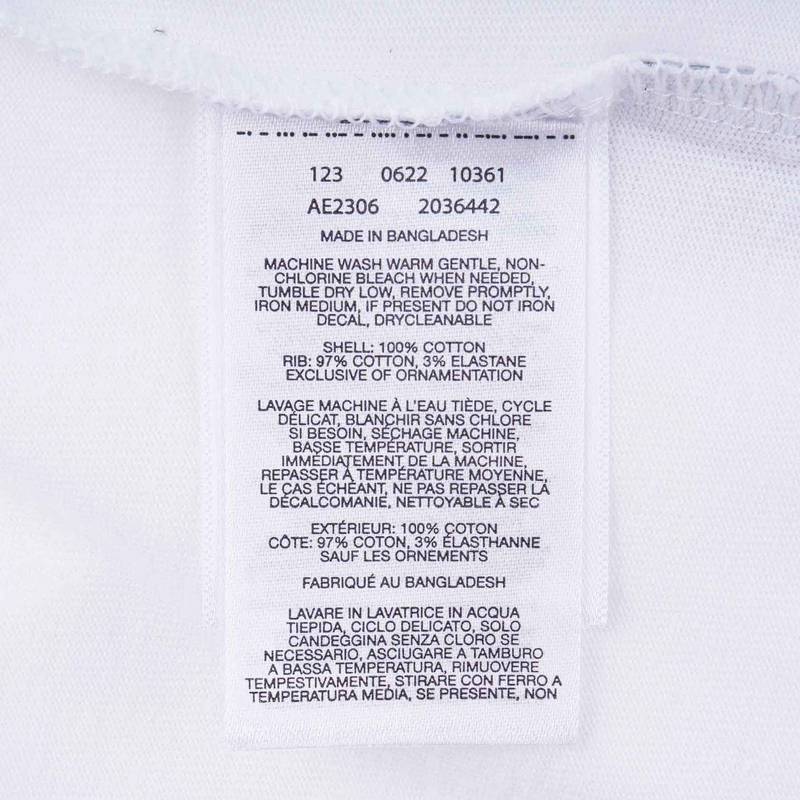 123 0622 10361
AE2306 2036442
MADE IN BANGLADESH
MACHINE WASH WARM GENTLE, NON-
CHLORINE BLEACH WHEN NEEDED,
TUMBLE DRY LOW, REMOVE PROMPTLY,
IRON MEDIUM, IF PRESENT DO NOT IRON
DECAL, DRYCLEANABLE
SHELL: 100% COTTON
RIB: 97% COTTON, 3% ELASTANE
EXCLUSIVE OF ORNAMENTATION
LAVAGE MACHINE À L'EAU TIÈDE, CYCLE
DÉLICAT, BLANCHIR SANS CHLORE
SI BESOIN, SÉCHAGE MACHINE,
BASSE TEMPÉRATURE, SORTIR
IMMÉDIATEMENT DE LA MACHINE,
REPASSER À TEMPÉRATURE MOYENNE,
LE CAS ÉCHÉANT, NE PAS REPASSER LA
DÉCALCOMANIE, NETTOYABLE À SEC
EXTÉRIEUR: 100% COTON
CÔTE: 97% COTON, 3% ÉLASTHANNE
SAUF LES ORNEMENTS
FABRIQUÉ AU BANGLADESH
LAVARE IN LAVATRICE IN ACQUA
TIEPIDA, CICLO DELICATO, SOLO
CANDEGGINA SENZA CLORO SE
NECESSARIO, ASCIUGARE A TAMBURO
A BASSA TEMPERATURA, RIMUOVERE
TEMPESTIVAMENTE, STIRARE CON FERRO A
TEMPERATURA MEDIA, SE PRESENTE, NON